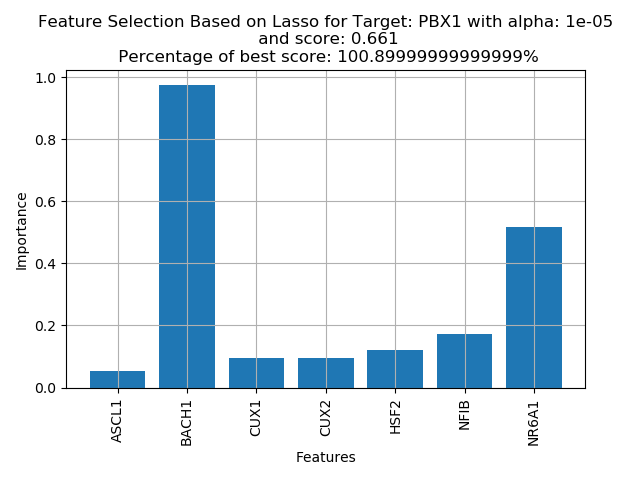 Feature Selection Based on Lasso for Target: PBX1 with alpha: 1e-05
and score: 0.661
Percentage of best score: 100.89999999999999%
1.0
0.8
0.6
0.4
0.2
0.0
Importance
ASCL1
BACH1
CUX1
CUX2
HSF2
NFIB
NR6A1
Features